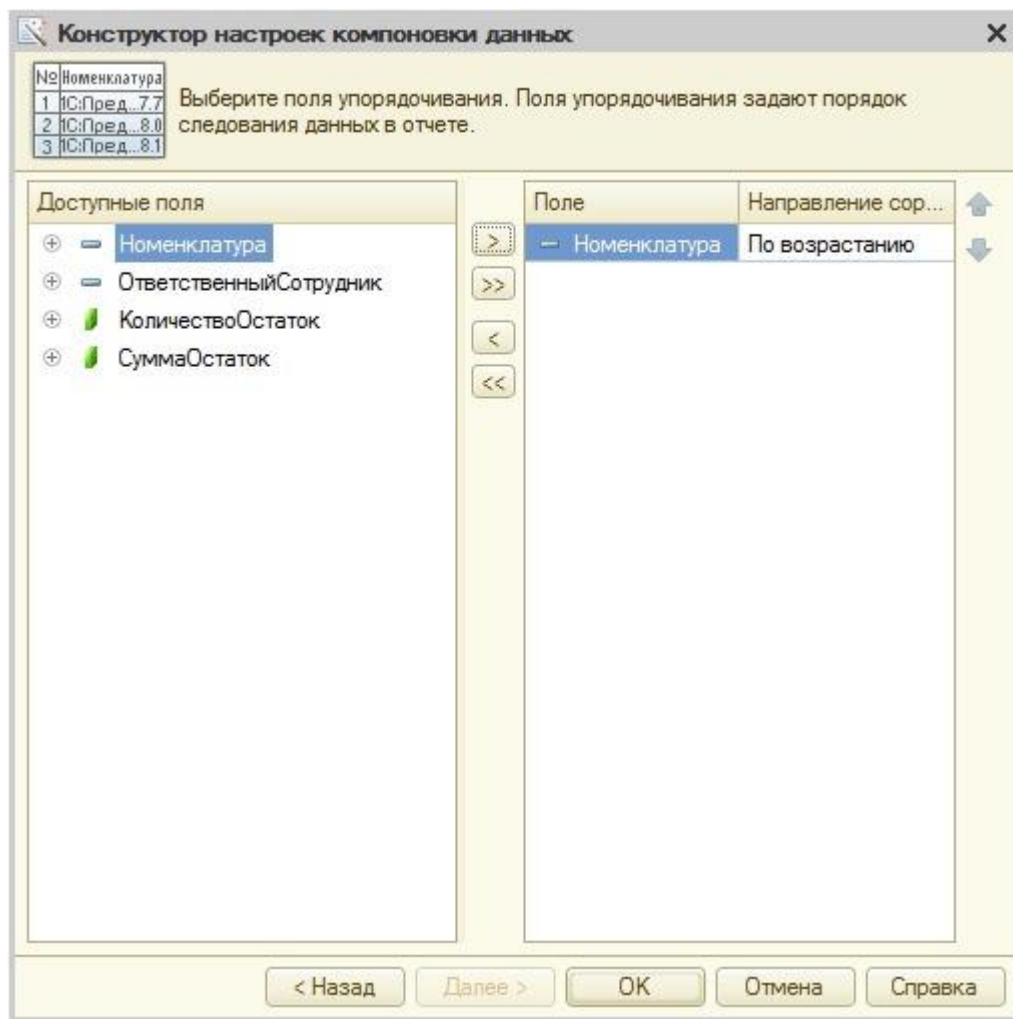 Конструктор настроек компоновки данных
№ Номенклатура
1 1С:Пред...7.7
2 1С:Пред...8.0
3 1С:Пред...8.1
Выберите поля упорядочивания. Поля упорядочивания задают порядок
следования данных в отчете.
Доступные поля
Номенклатура
ОтветственныйСотрудник
КоличествоОстаток
СуммаОстаток
>
>>
<
<<
Поле Направление сор...
Номенклатура По возрастанию
< Назад Далее > OK Отмена Справка